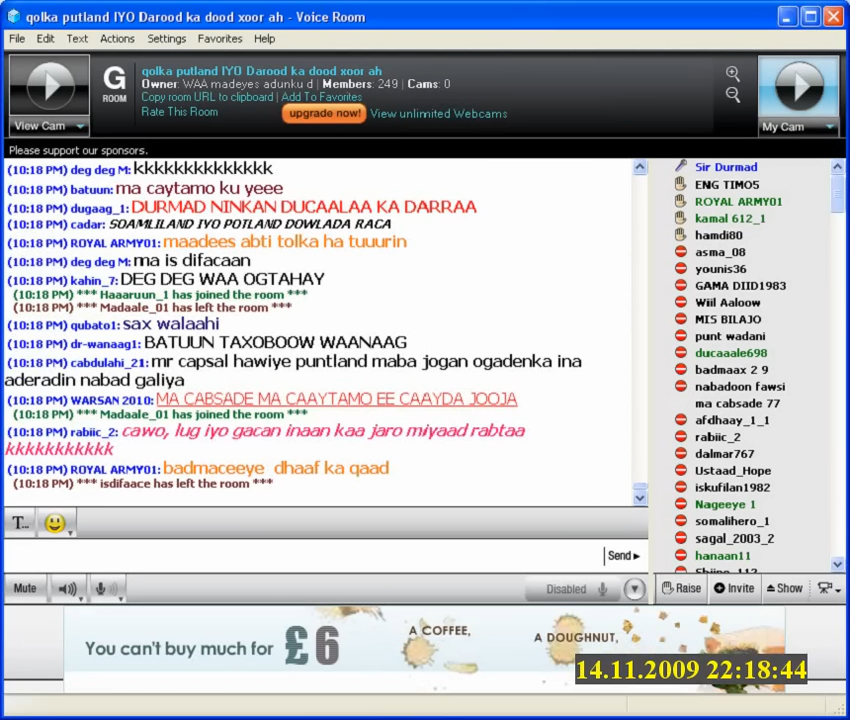 qolka putland IYO Darood ka dood xoor ah - Voice Room
File Edit Text Actions Settings Favorites Help
View Cam
G
ROOM
qolka putland IYO Darood ka dood xoor ah
Owner: WAA madeyes adunku d | Members: 249 | Cams: 0
Copy room URL to clipboard | Add To Favorites
Rate This Room
upgrade now! View unlimited Webcams
My Cam
Please support our sponsors.
(10:18 PM) deg deg M: kkkkkkkkkkkkkk
(10:18 PM) batuun: ma caytamo ku yeee
(10:18 PM) dugaag_1: DURMAD NINKAN DUCAALAA KA DARRAA
(10:18 PM) cadar: SOAMLILAND IYO POTLAND DOWLADA RACA
(10:18 PM) ROYAL ARMY01: maadees abti tolka ha tuuurin
(10:18 PM) deg deg M: ma is difacaan
(10:18 PM) kahin_7: DEG DEG WAA OGTAHAY
(10:18 PM) *** Haaaruun_1 has joined the room ***
(10:18 PM) *** Madaale_01 has left the room ***
(10:18 PM) qubato1: sax walaahi
(10:18 PM) dr-wanaag1: BATUUN TAXOBOOW WAANAAG
(10:18 PM) cabdulahi_21: mr capsal hawiye puntland maba jogan ogadenka ina
aderadin nabad galiya
(10:18 PM) WARSAN 2010: MA CABSADE MA CAAYTAMO EE CAAYDA JOOJA
(10:18 PM) *** Madaale_01 has joined the room ***
(10:18 PM) rabiic_2: cawo, lug iyo gacan inaan kaa jaro miyaad rabtaa
kkkkkkkkkkk
(10:18 PM) ROYAL ARMY01: badmaceeye dhaaf ka qaad
(10:18 PM) *** isdifaace has left the room ***
Sir Durmad
ENG TIMO5
ROYAL ARMY01
kamal 612_1
hamdi80
asma_08
younis36
GAMA DIID1983
Wiil Aaloow
MIS BILAJO
punt wadani
ducaaale698
badmaax 2 9
nabadoon fawsi
ma cabsade 77
afdhaay_1_1
rabiic_2
dalmar767
Ustaad_Hope
iskufilan1982
Nageeye 1
somalihero_1
sagal_2003_2
hanaan11
T...
Send
Mute
Disabled
Raise Invite Show
You can't buy much for £6
A COFFEE,
A DOUGHNUT,
14.11.2009 22:18:44